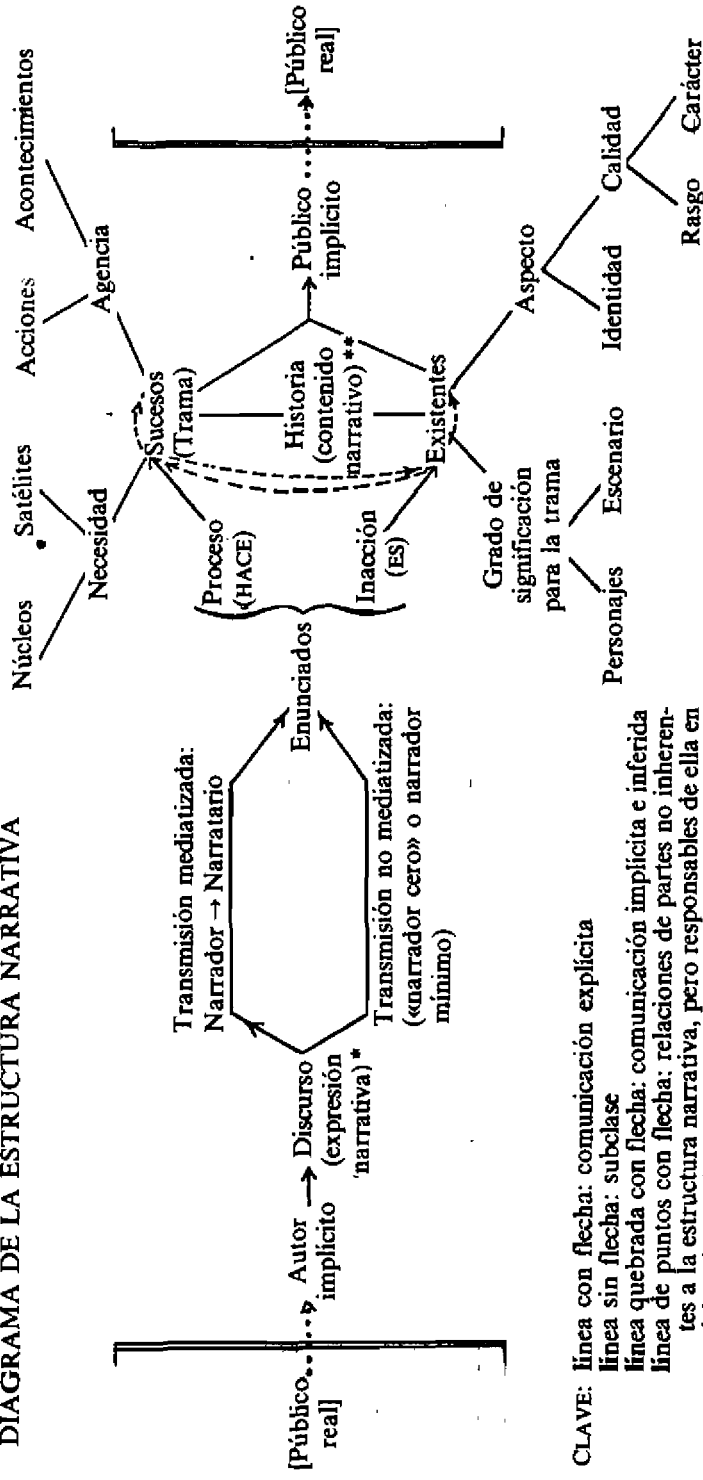 DIAGRAMA DE LA ESTRUCTURA NARRATIVA
Núcleos Satélites Acciones Acontecimientos
Necesidad Agencia
Transmisión mediatizada:
Narrador → Narratario
Proceso
(HACE)
Sucesos
(Trama)
[Público
real]
Autor
implícito
Discurso
(expresión
narrativa)*
Enunciados
Historia
(contenido
narrativo)**
Público
implícito
[Público
real]
Transmisión no mediatizada:
(«narrador cero» o narrador
mínimo)
Inacción
(ES)
Existentes
Grado de
significación
para la trama
Aspecto
Personajes Escenario Identidad Calidad
Rasgo Carácter
CLAVE: línea con flecha: comunicación explícita
línea sin flecha: subclase
línea quebrada con flecha: comunicación implícita e inferida
línea de puntos con flecha: relaciones de partes no inheren-
tes a la estructura narrativa, pero responsables de ella en